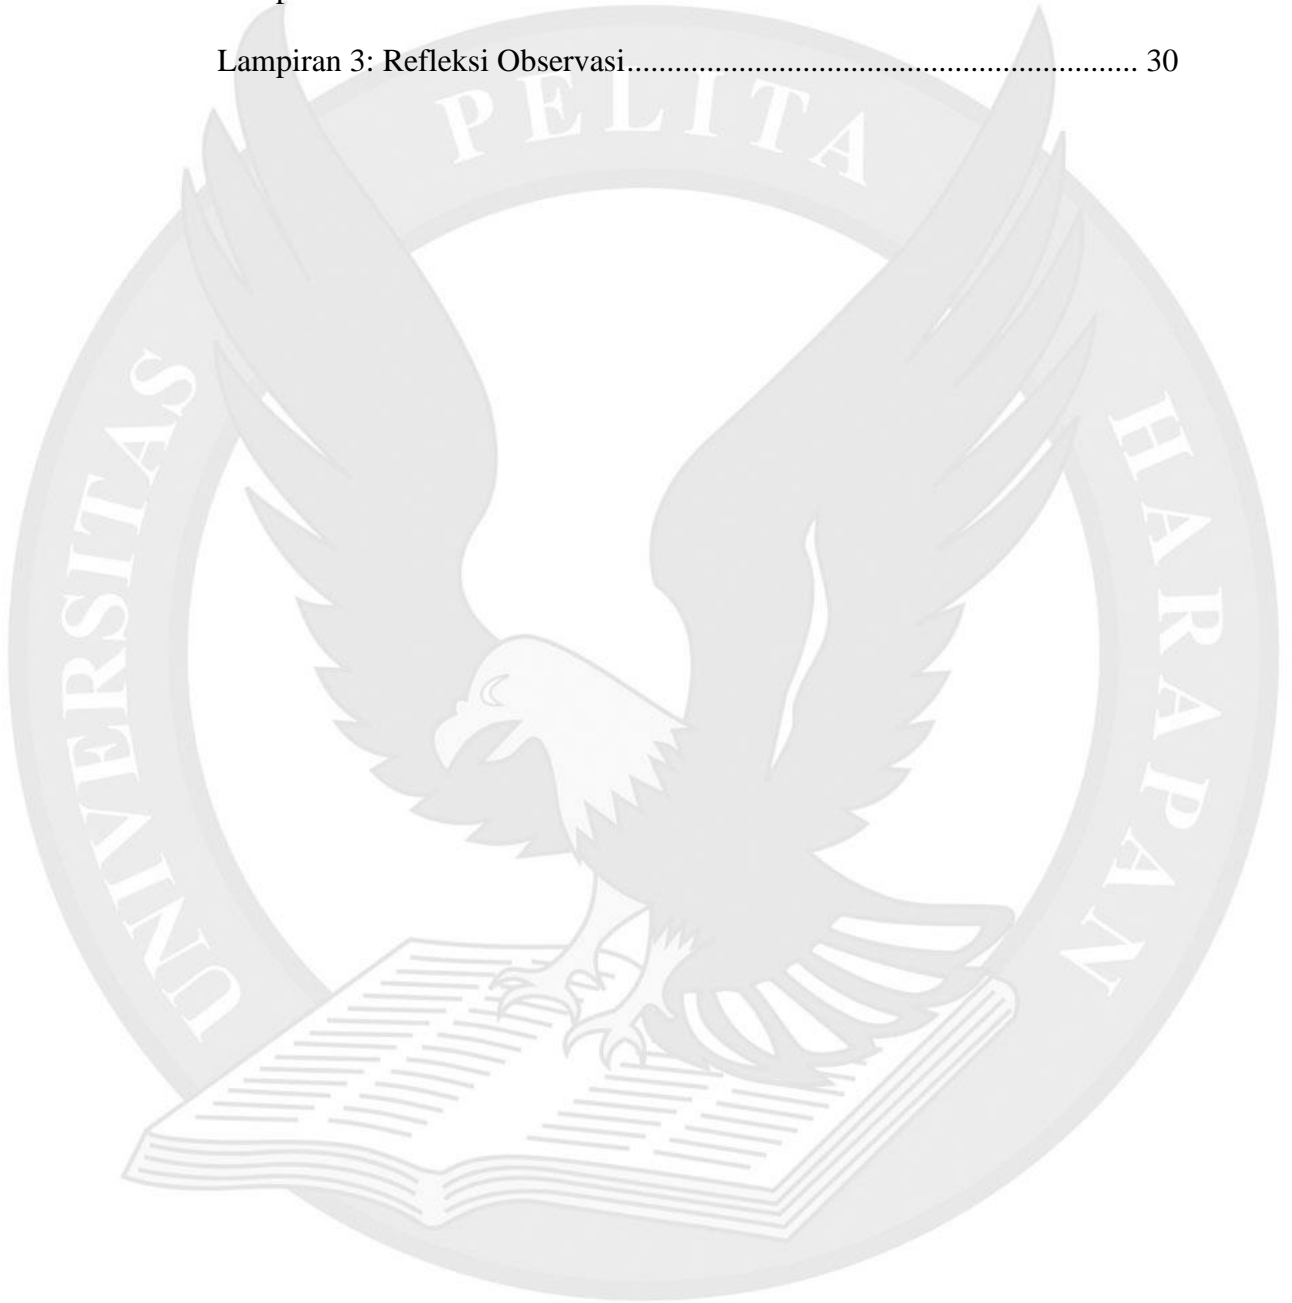 Lampiran 3: Refleksi Observasi................................................................ 30
PELITA
UNIVERSITAS
HARAPAN